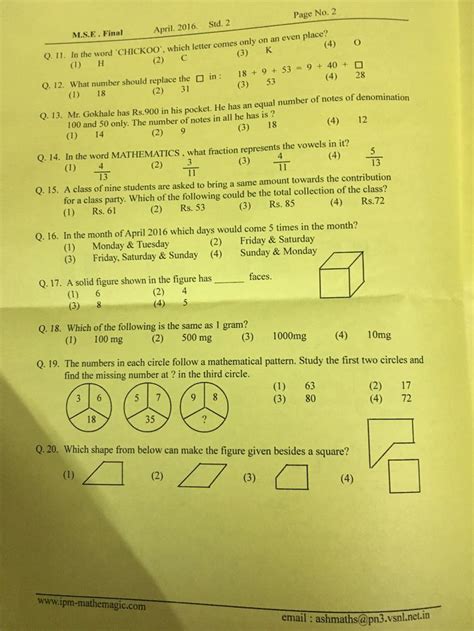 Page No. 2
M.S.E. Final April. 2016. Std. 2
Q. 11. In the word 'CHICKOO', which letter comes only on an even place?
(1) H (2) C (3) K (4) O
Q. 12. What number should replace the □ in : 18 + 9 + 53 = 9 + 40 + □
(1) 18 (2) 31 (3) 53 (4) 28
Q. 13. Mr. Gokhale has Rs.900 in his pocket. He has an equal number of notes of denomination
100 and 50 only. The number of notes in all he has is ?
(1) 14 (2) 9 (3) 18 (4) 12
Q. 14. In the word MATHEMATICS , what fraction represents the vowels in it?
(1) 4/13 (2) 3/11 (3) 4/11 (4) 5/13
Q. 15. A class of nine students are asked to bring a same amount towards the contribution
for a class party. Which of the following could be the total collection of the class?
(1) Rs. 61 (2) Rs. 53 (3) Rs. 85 (4) Rs.72
Q. 16. In the month of April 2016 which days would come 5 times in the month?
(1) Monday & Tuesday (2) Friday & Saturday
(3) Friday, Saturday & Sunday (4) Sunday & Monday
Q. 17. A solid figure shown in the figure has ______ faces.
(1) 6 (2) 4
(3) 8 (4) 5
Q. 18. Which of the following is the same as 1 gram?
(1) 100 mg (2) 500 mg (3) 1000mg (4) 10mg
Q. 19. The numbers in each circle follow a mathematical pattern. Study the first two circles and
find the missing number at ? in the third circle.
(1) 63 (2) 17
(3) 80 (4) 72
3 6 5 7 9 8
18 35 ?
Q. 20. Which shape from below can make the figure given besides a square?
(1) (2) (3) (4)
www.ipm-mathemagic.com
email : ashmaths@pn3.vsnl.net.in